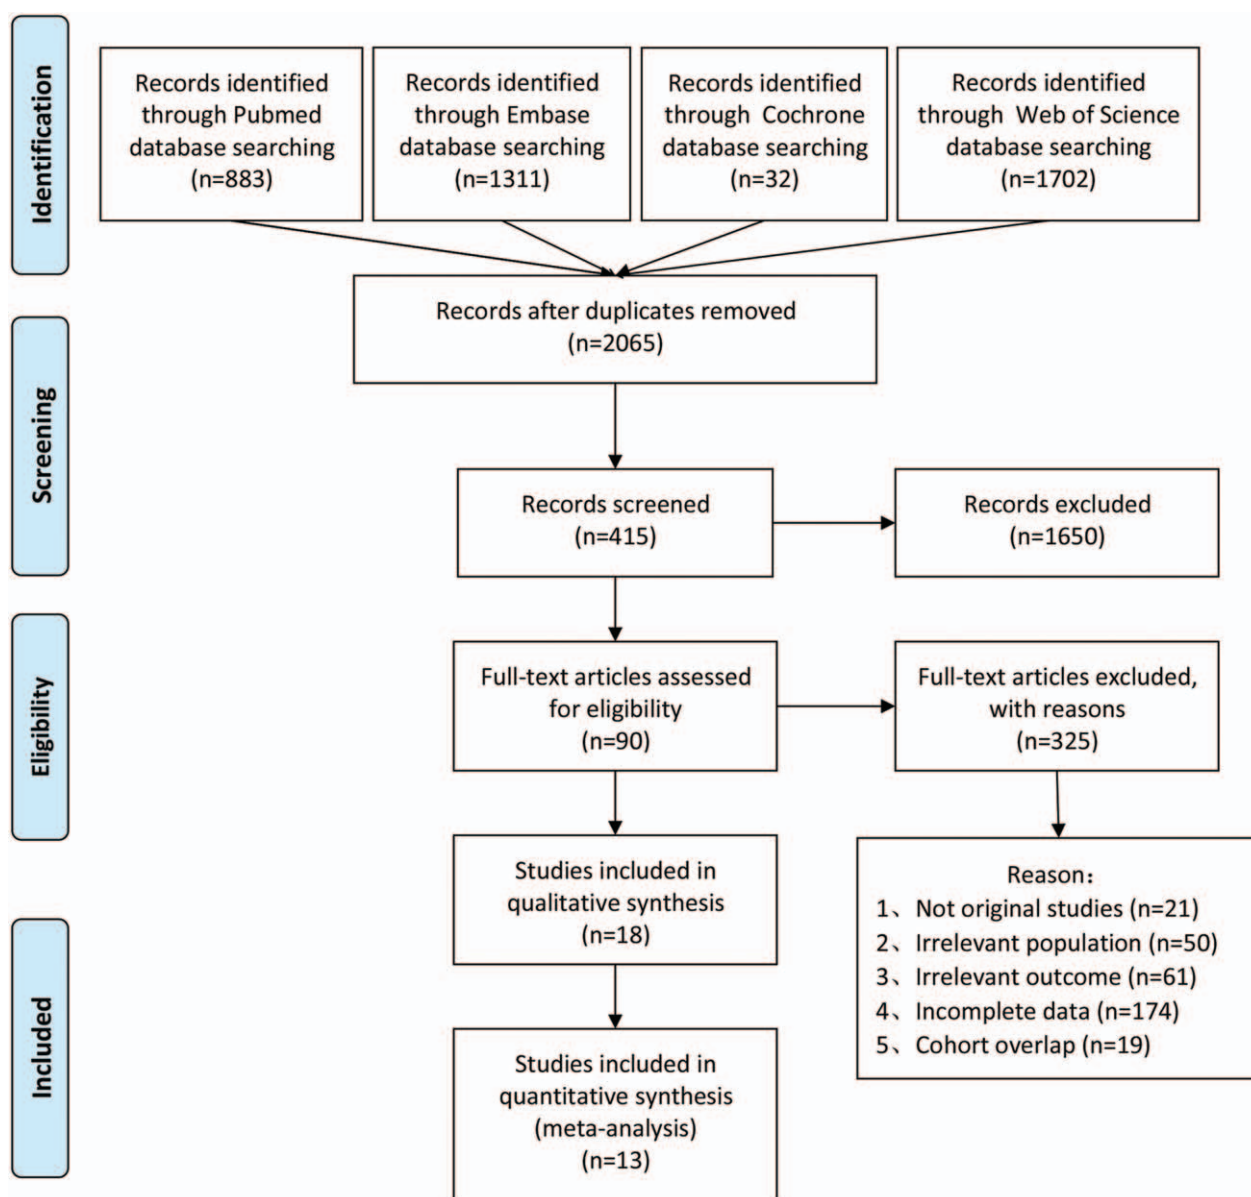 Identification
Records identified
through Pubmed
database searching
(n=883)
Records identified
through Embase
database searching
(n=1311)
Records identified
through Cochrone
database searching
(n=32)
Records identified
through Web of Science
database searching
(n=1702)
Records after duplicates removed
(n=2065)
Screening
Records screened
(n=415)
Records excluded
(n=1650)
Eligibility
Full-text articles assessed
for eligibility
(n=90)
Full-text articles excluded,
with reasons
(n=325)
Studies included in
qualitative synthesis
(n=18)
Reason：
1、Not original studies (n=21)
2、Irrelevant population (n=50)
3、Irrelevant outcome (n=61)
4、Incomplete data (n=174)
5、Cohort overlap (n=19)
Included
Studies included in
quantitative synthesis
(meta-analysis)
(n=13)